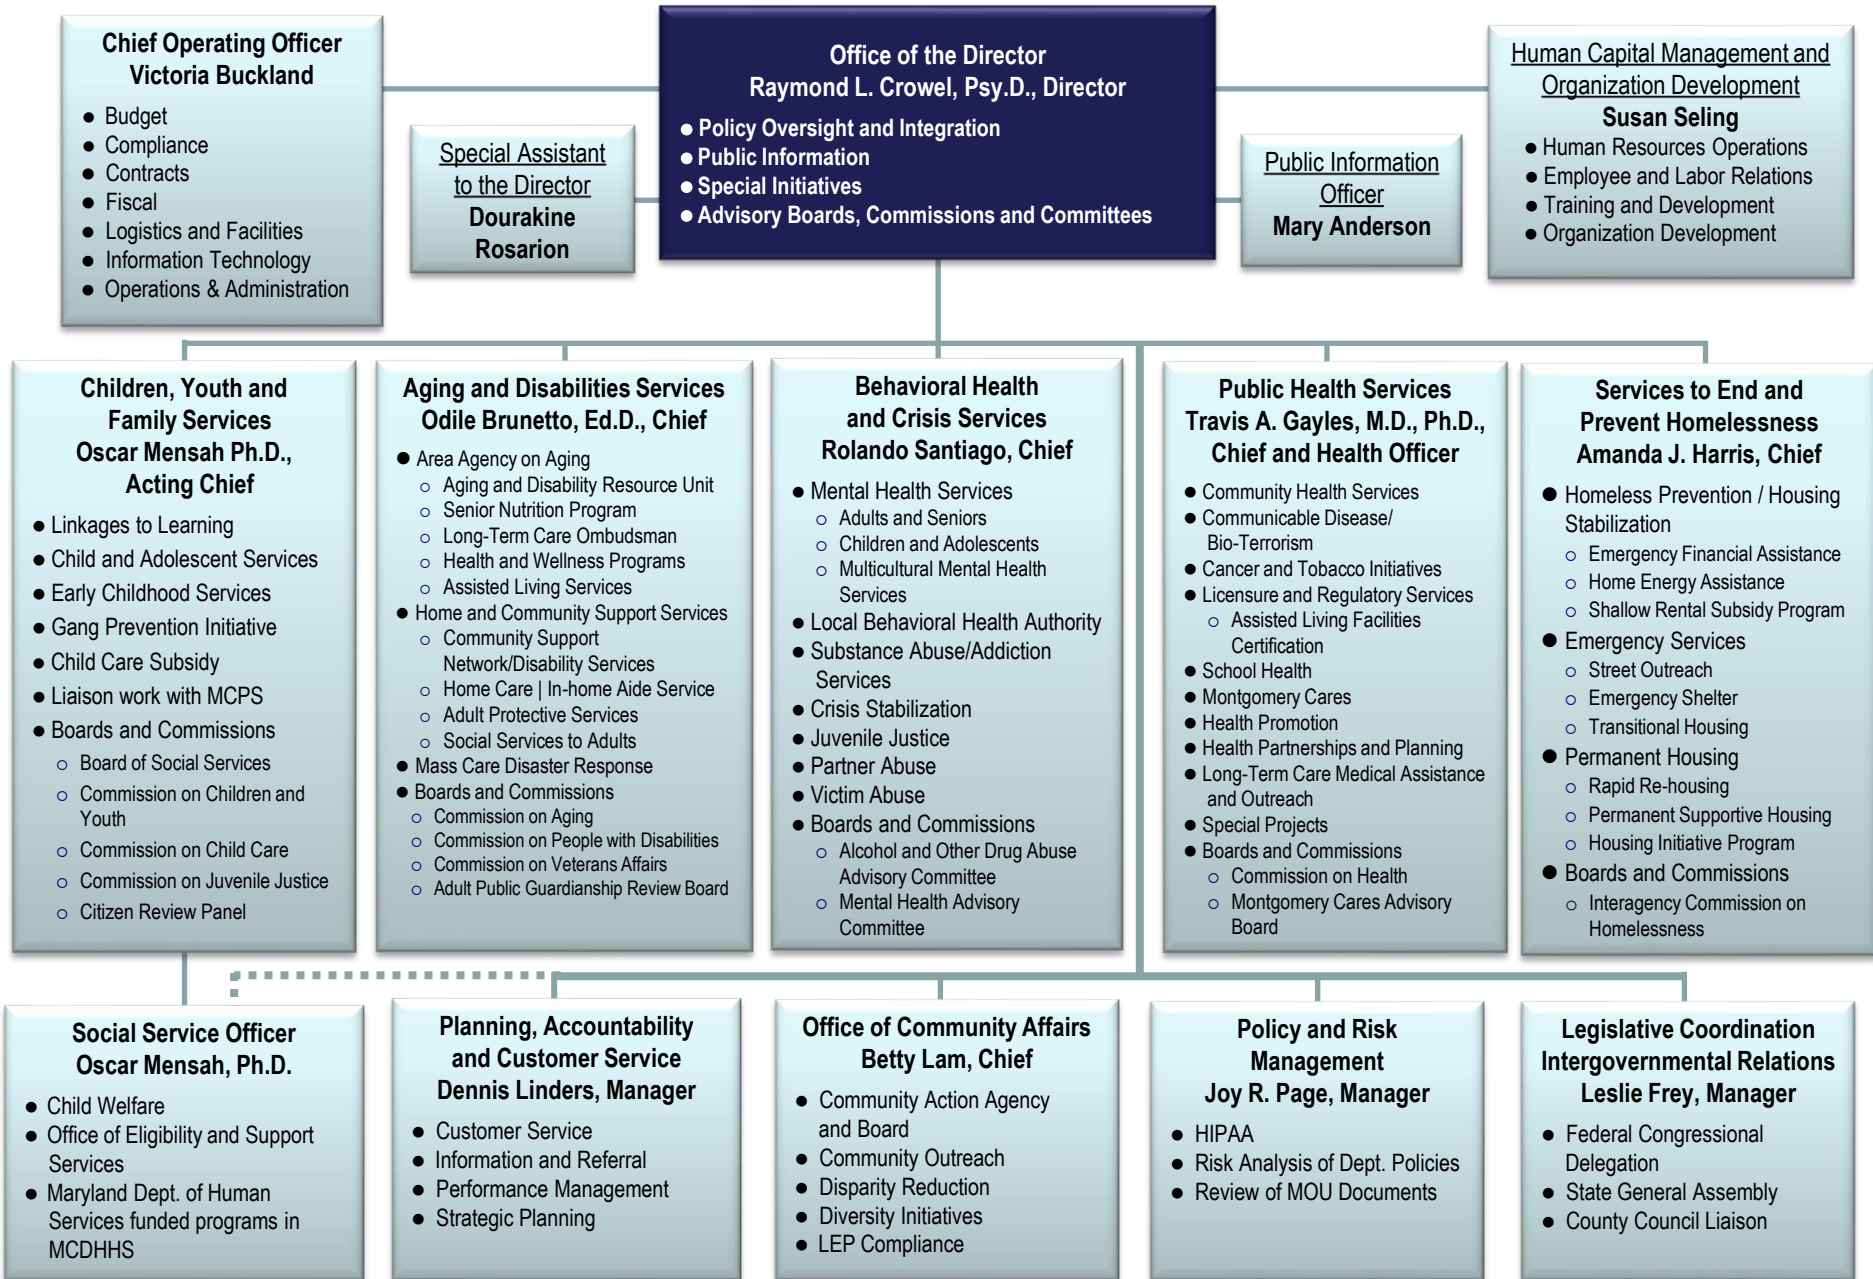 Chief Operating Officer
Victoria Buckland
● Budget
● Compliance
● Contracts
● Fiscal
● Logistics and Facilities
● Information Technology
● Operations & Administration
Special Assistant
to the Director
Dourakine
Rosarion
Office of the Director
Raymond L. Crowel, Psy.D., Director
● Policy Oversight and Integration
● Public Information
● Special Initiatives
● Advisory Boards, Commissions and Committees
Public Information
Officer
Mary Anderson
Human Capital Management and
Organization Development
Susan Seling
● Human Resources Operations
● Employee and Labor Relations
● Training and Development
● Organization Development
Children, Youth and
Family Services
Oscar Mensah Ph.D.,
Acting Chief
● Linkages to Learning
● Child and Adolescent Services
● Early Childhood Services
● Gang Prevention Initiative
● Child Care Subsidy
● Liaison work with MCPS
● Boards and Commissions
○ Board of Social Services
○ Commission on Children and
Youth
○ Commission on Child Care
○ Commission on Juvenile Justice
○ Citizen Review Panel
Aging and Disabilities Services
Odile Brunetto, Ed.D., Chief
● Area Agency on Aging
○ Aging and Disability Resource Unit
○ Senior Nutrition Program
○ Long-Term Care Ombudsman
○ Health and Wellness Programs
○ Assisted Living Services
● Home and Community Support Services
○ Community Support
Network/Disability Services
○ Home Care | In-home Aide Service
○ Adult Protective Services
○ Social Services to Adults
● Mass Care Disaster Response
● Boards and Commissions
○ Commission on Aging
○ Commission on People with Disabilities
○ Commission on Veterans Affairs
○ Adult Public Guardianship Review Board
Behavioral Health
and Crisis Services
Rolando Santiago, Chief
● Mental Health Services
○ Adults and Seniors
○ Children and Adolescents
○ Multicultural Mental Health
Services
● Local Behavioral Health Authority
● Substance Abuse/Addiction
Services
● Crisis Stabilization
● Juvenile Justice
● Partner Abuse
● Victim Abuse
● Boards and Commissions
○ Alcohol and Other Drug Abuse
Advisory Committee
○ Mental Health Advisory
Committee
Public Health Services
Travis A. Gayles, M.D., Ph.D.,
Chief and Health Officer
● Community Health Services
● Communicable Disease/
Bio-Terrorism
● Cancer and Tobacco Initiatives
● Licensure and Regulatory Services
○ Assisted Living Facilities
Certification
● School Health
● Montgomery Cares
● Health Promotion
● Health Partnerships and Planning
● Long-Term Care Medical Assistance
and Outreach
● Special Projects
● Boards and Commissions
○ Commission on Health
○ Montgomery Cares Advisory
Board
Services to End and
Prevent Homelessness
Amanda J. Harris, Chief
● Homeless Prevention / Housing
Stabilization
○ Emergency Financial Assistance
○ Home Energy Assistance
○ Shallow Rental Subsidy Program
● Emergency Services
○ Street Outreach
○ Emergency Shelter
○ Transitional Housing
● Permanent Housing
○ Rapid Re-housing
○ Permanent Supportive Housing
○ Housing Initiative Program
● Boards and Commissions
○ Interagency Commission on
Homelessness
Social Service Officer
Oscar Mensah, Ph.D.
● Child Welfare
● Office of Eligibility and Support
Services
● Maryland Dept. of Human
Services funded programs in
MCDHHS
Planning, Accountability
and Customer Service
Dennis Linders, Manager
● Customer Service
● Information and Referral
● Performance Management
● Strategic Planning
Office of Community Affairs
Betty Lam, Chief
● Community Action Agency
and Board
● Community Outreach
● Disparity Reduction
● Diversity Initiatives
● LEP Compliance
Policy and Risk
Management
Joy R. Page, Manager
● HIPAA
● Risk Analysis of Dept. Policies
● Review of MOU Documents
Legislative Coordination
Intergovernmental Relations
Leslie Frey, Manager
● Federal Congressional
Delegation
● State General Assembly
● County Council Liaison